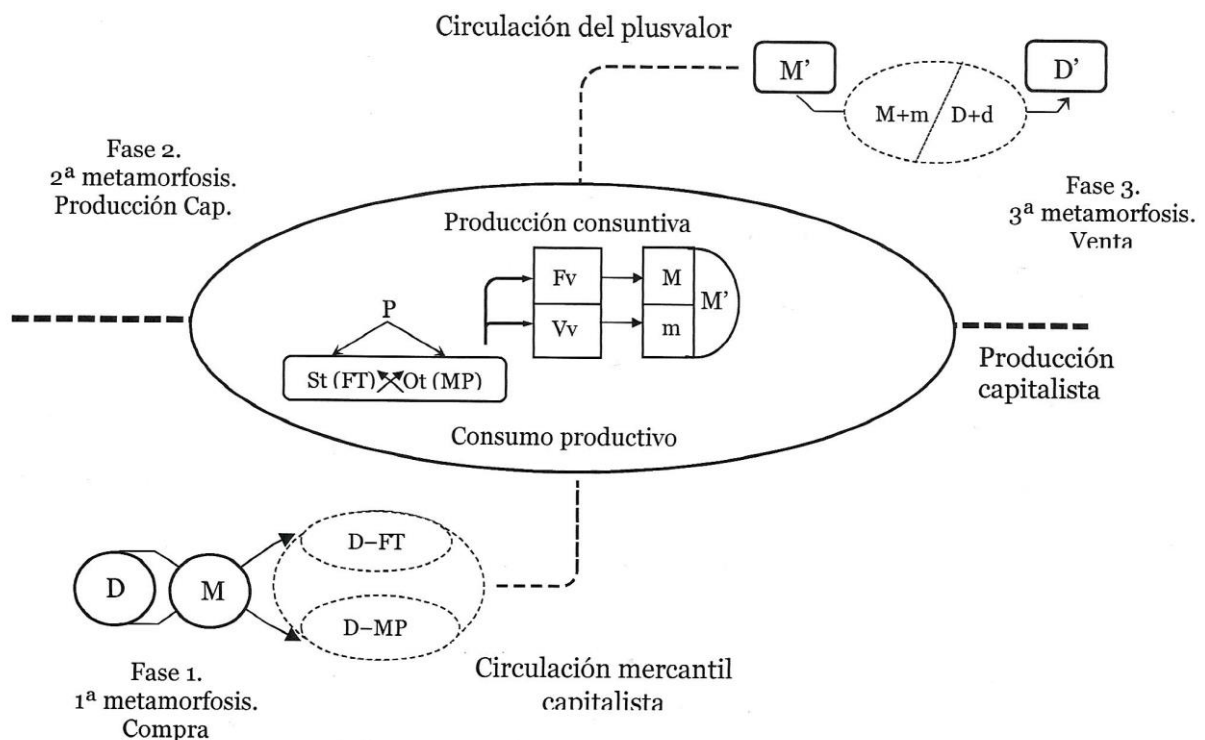 Circulación del plusvalor
M’
D’
M+m
D+d
Fase 2.
2ª metamorfosis.
Producción Cap.
Fase 3.
3ª metamorfosis.
Venta
Producción consuntiva
Fv
M
M’
P
Vv
m
St (FT)
Ot (MP)
Producción
capitalista
Consumo productivo
D–FT
D
M
D–MP
Circulación mercantil
capitalista
Fase 1.
1ª metamorfosis.
Compra